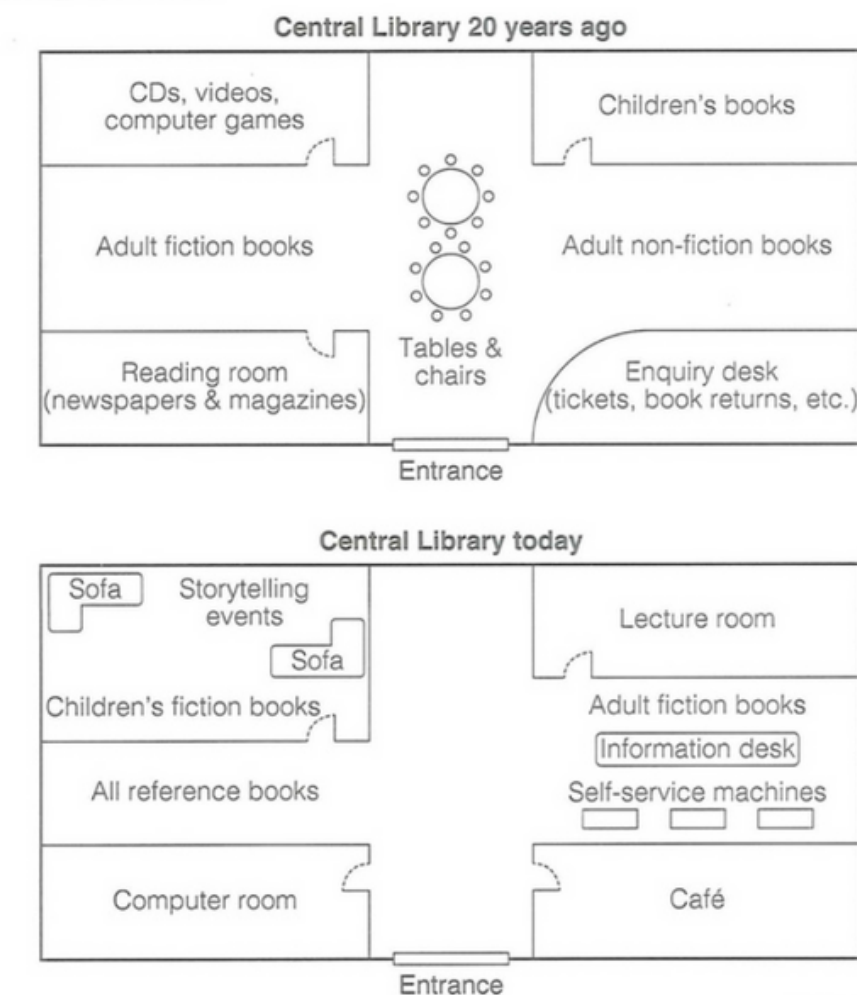 Central Library 20 years ago
CDs, videos,
computer games
Children's books
Adult fiction books
Adult non-fiction books
Tables &
chairs
Reading room
(newspapers & magazines)
Enquiry desk
(tickets, book returns, etc.)
Entrance
Central Library today
Sofa
Storytelling
events
Sofa
Children's fiction books
Lecture room
Adult fiction books
Information desk
All reference books
Self-service machines
Computer room
Café
Entrance